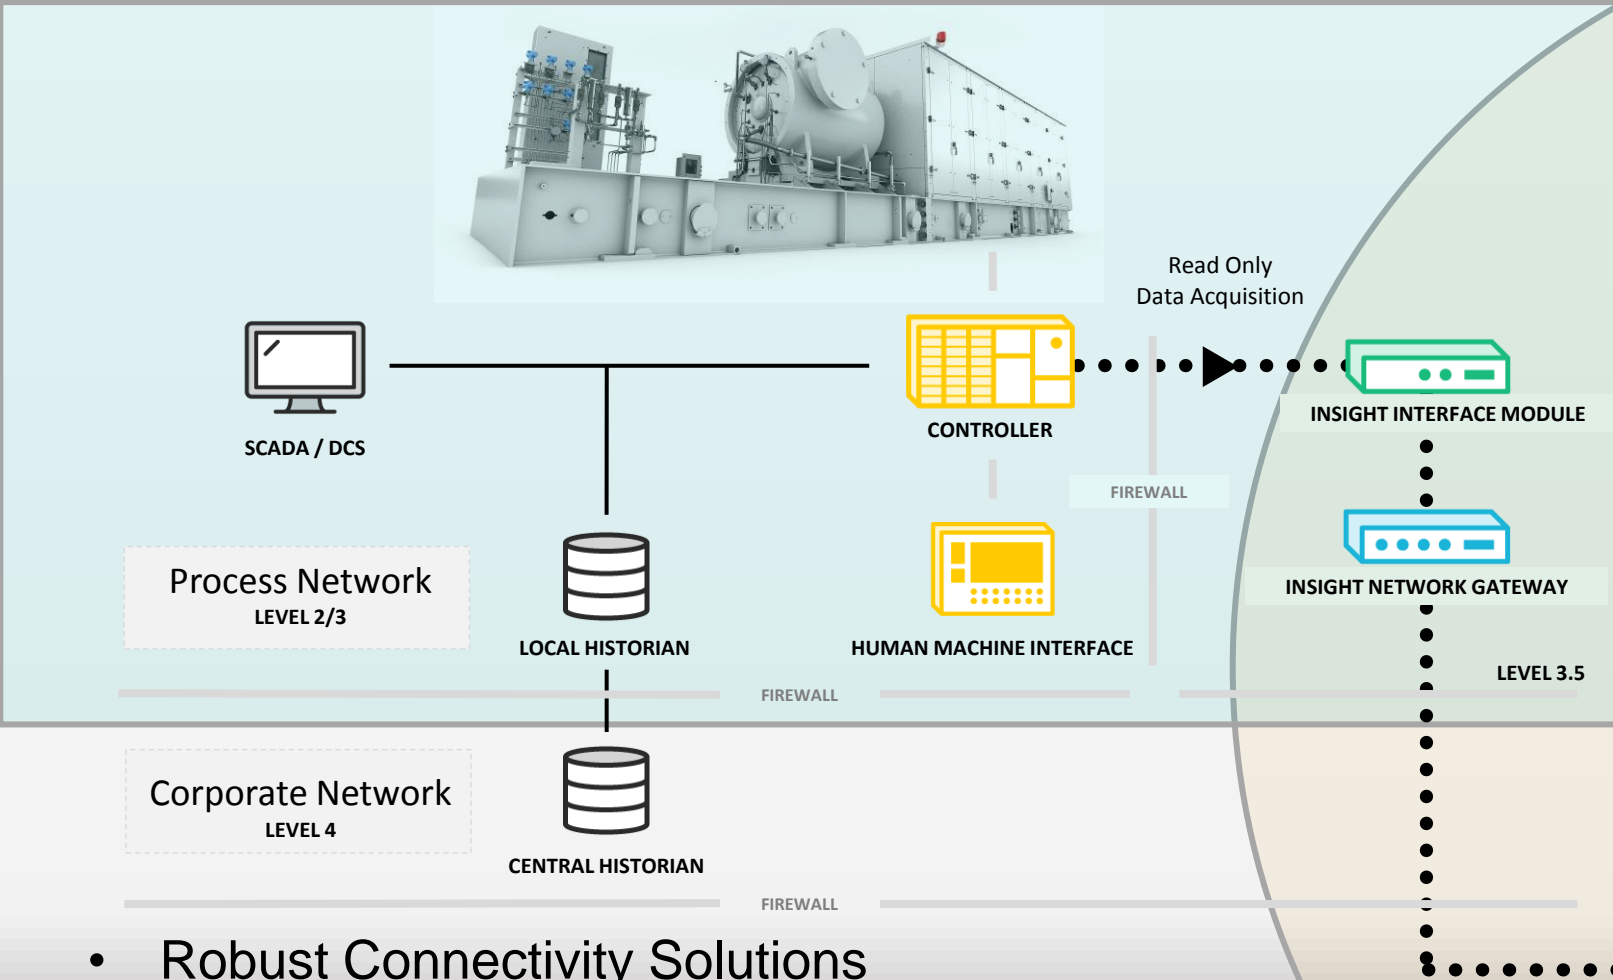 Read Only
Data Acquisition
INSIGHT INTERFACE MODULE
CONTROLLER
SCADA / DCS
FIREWALL
Process Network
LEVEL 2/3
INSIGHT NETWORK GATEWAY
LOCAL HISTORIAN
HUMAN MACHINE INTERFACE
LEVEL 3.5
FIREWALL
Corporate Network
LEVEL 4
CENTRAL HISTORIAN
FIREWALL
• Robust Connectivity Solutions